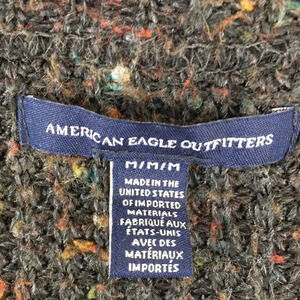 AMERICAN EAGLE OUTFITTERS
M/M/M
MADE IN THE
UNITED STATES
OF IMPORTED
MATERIALS
FABRIQUÉ AUX
ÉTATS-UNIS
AVEC DES
MATÉRIAUX
IMPORTÉS